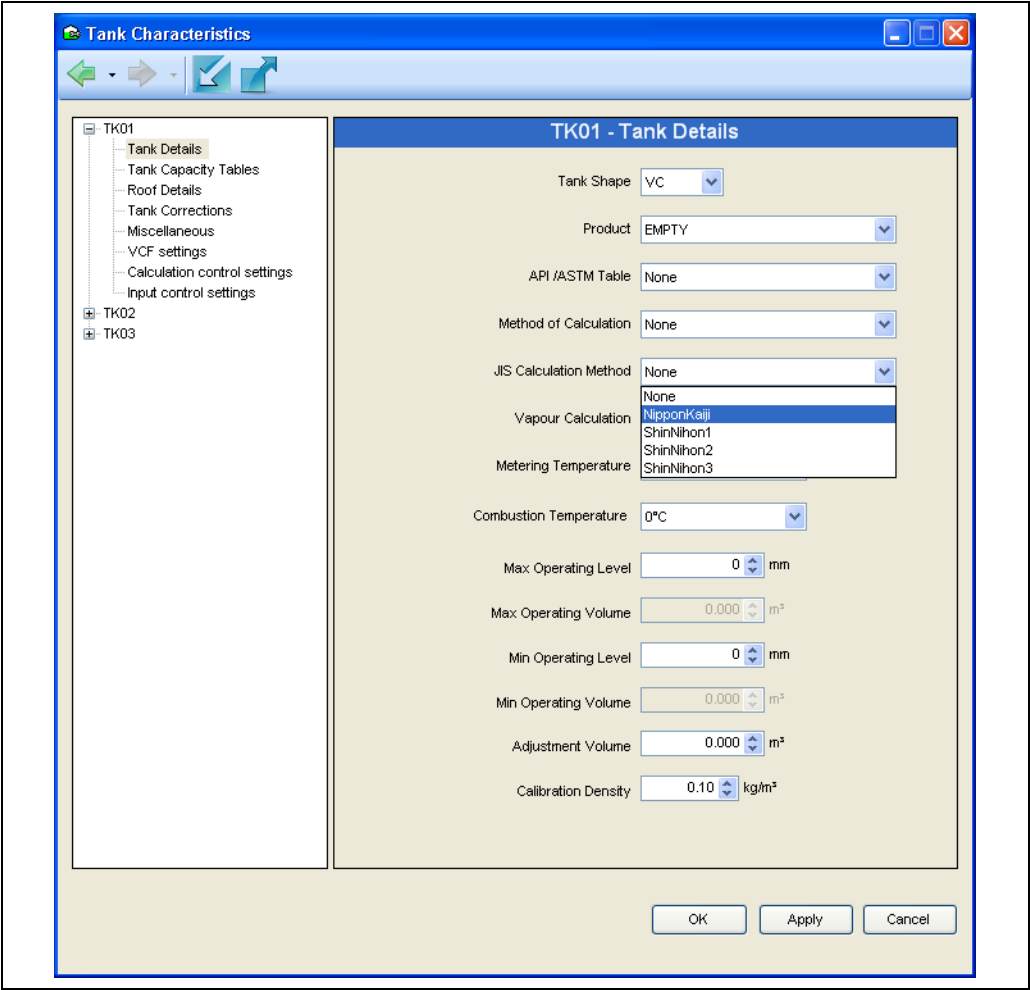 Tank Characteristics
TK01
Tank Details
Tank Capacity Tables
Roof Details
Tank Corrections
Miscellaneous
VCF settings
Calculation control settings
Input control settings
TK02
TK03
TK01 - Tank Details
Tank Shape VC
Product EMPTY
API /ASTM Table None
Method of Calculation None
JIS Calculation Method None
None
NipponKaiji
Vapour Calculation
ShinNihon1
ShinNihon2
Metering Temperature
ShinNihon3
Combustion Temperature 0°C
Max Operating Level 0 mm
Max Operating Volume 0.000 m³
Min Operating Level 0 mm
Min Operating Volume 0.000 m³
Adjustment Volume 0.000 m³
Calibration Density 0.10 kg/m³
OK Apply Cancel